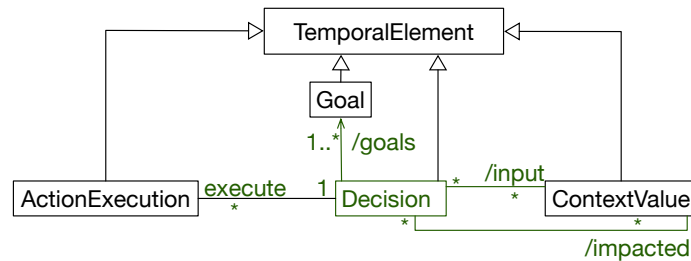 TemporalElement
Goal
1..* /goals
ActionExecution
execute
*
1
Decision
*
/input
*
ContextValue
*
*
/impacted